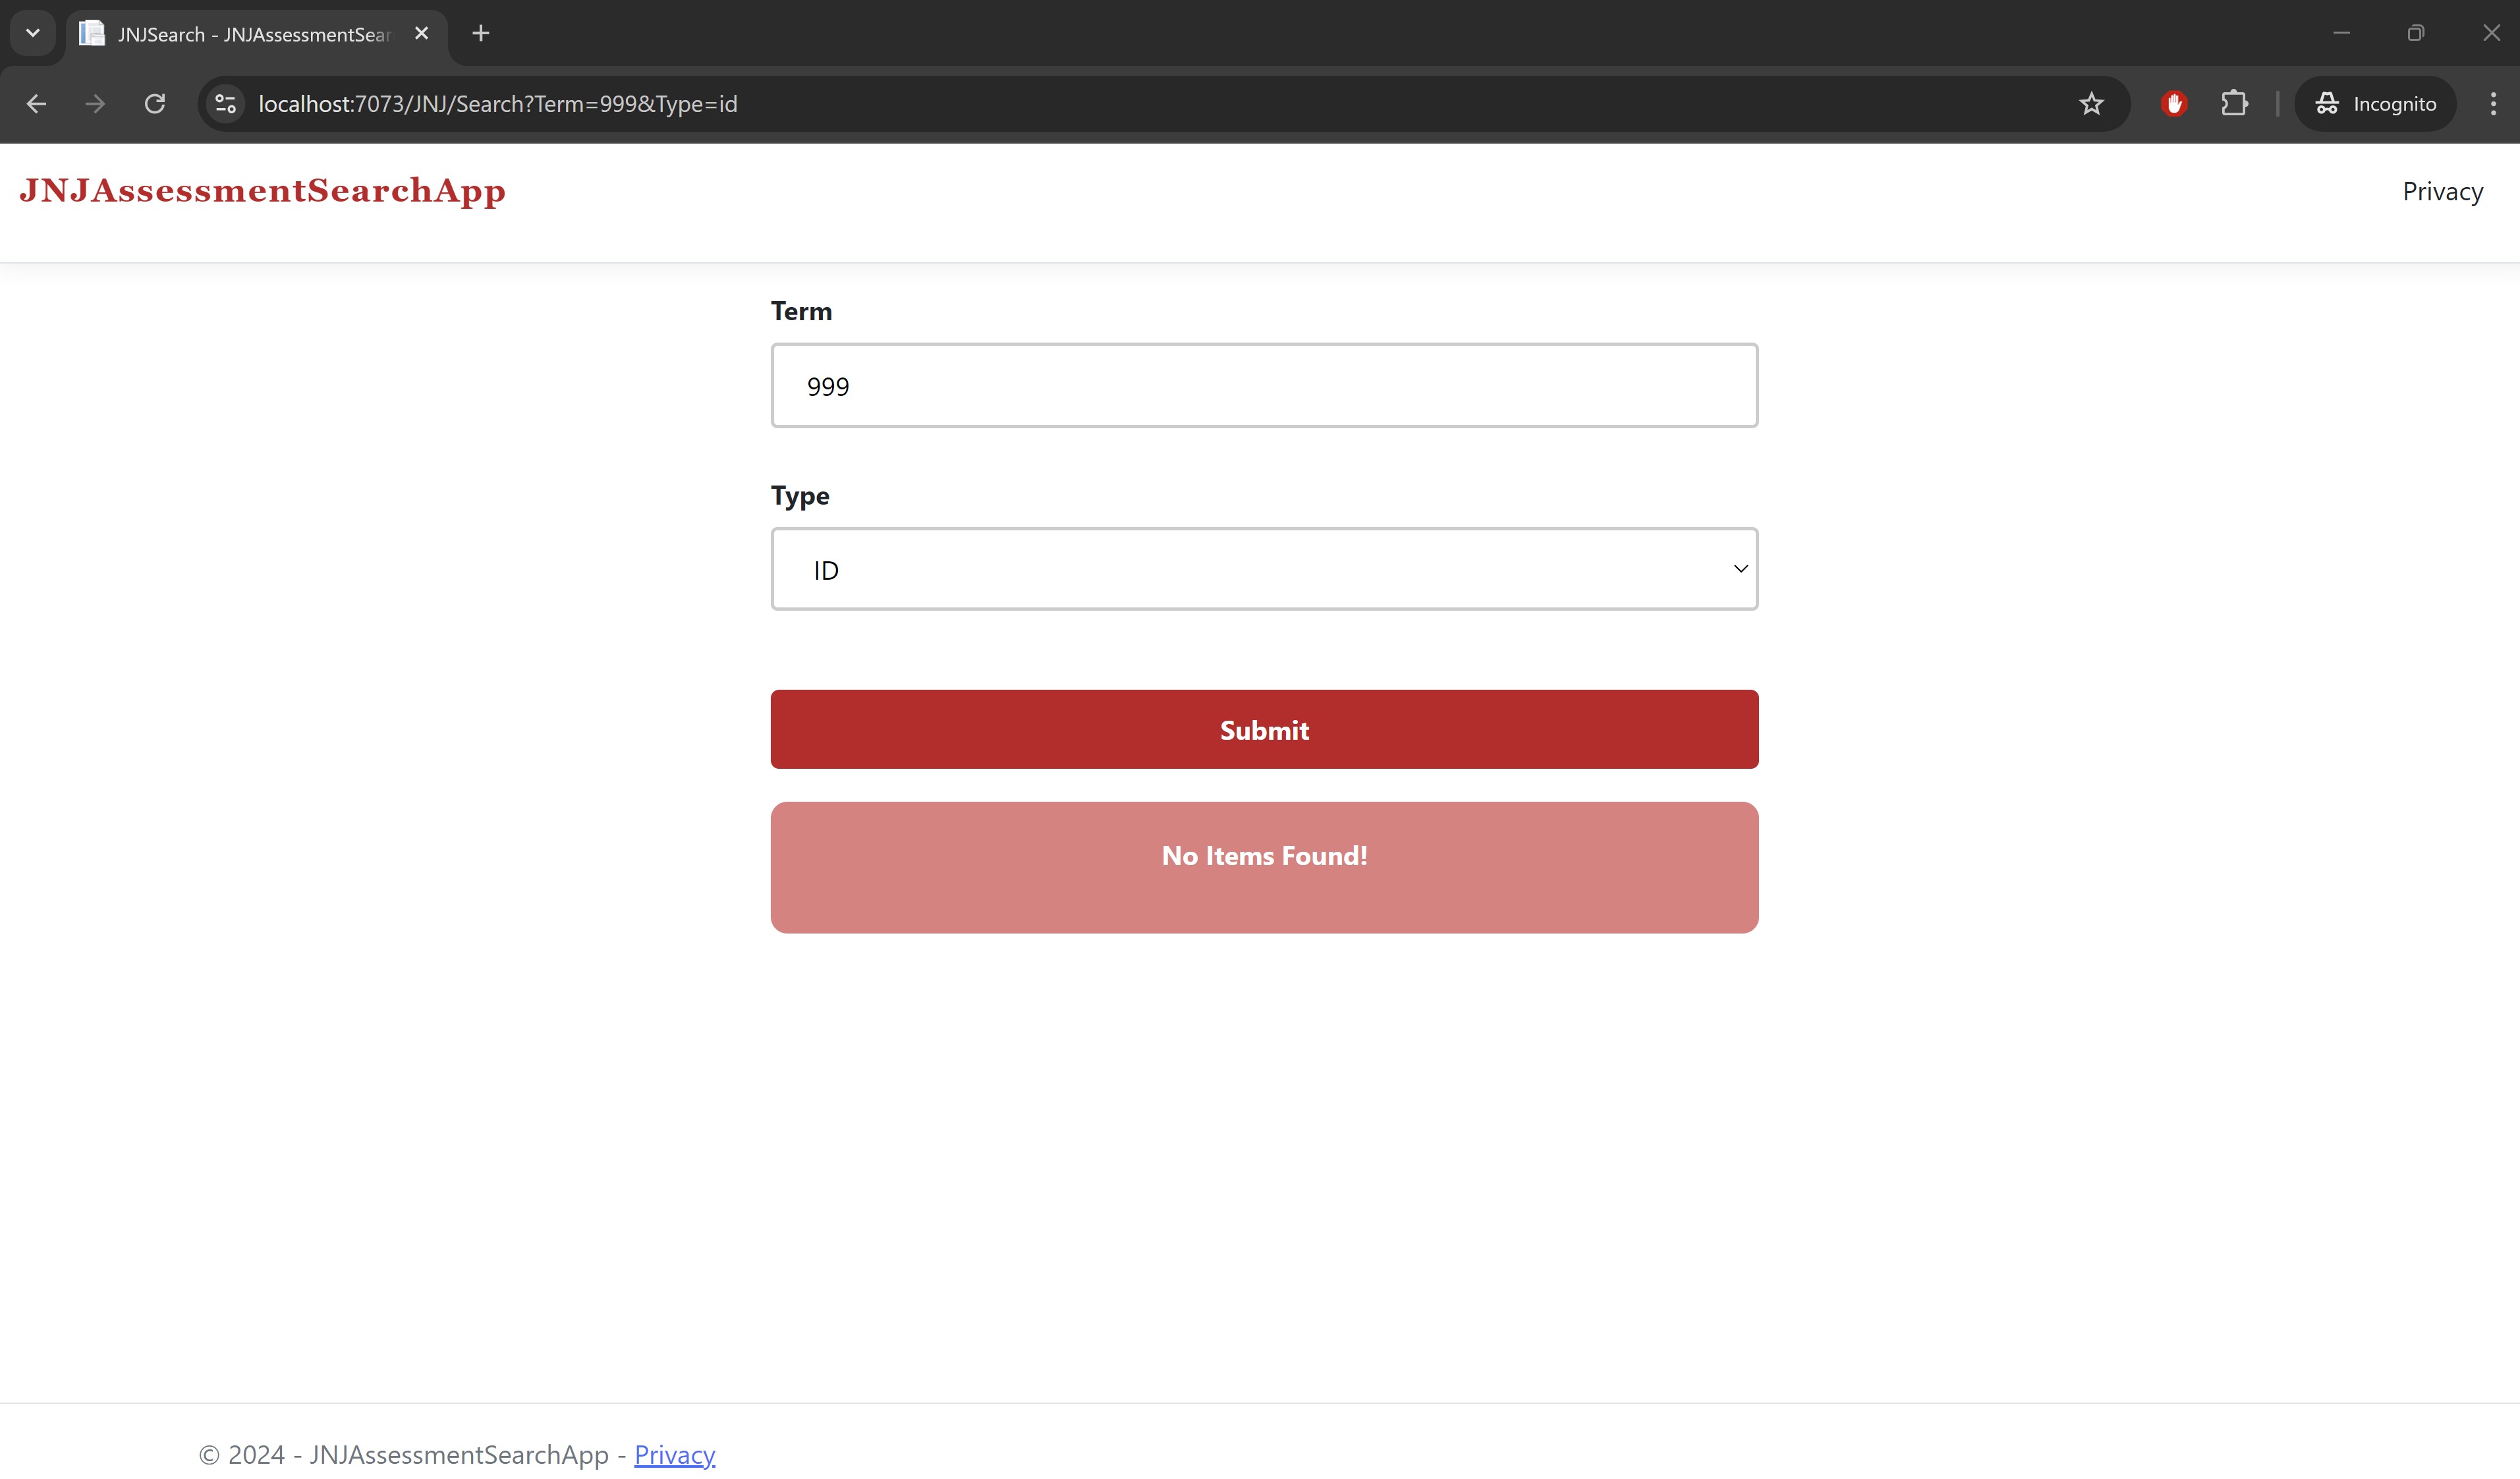 JNJSearch - JNJAssessmentSear
localhost:7073/JNJ/Search?Term=999&Type=id
Incognito
JNJAssessmentSearchApp
Privacy
Term
999
Type
ID
Submit
No Items Found!
© 2024 - JNJAssessmentSearchApp - Privacy